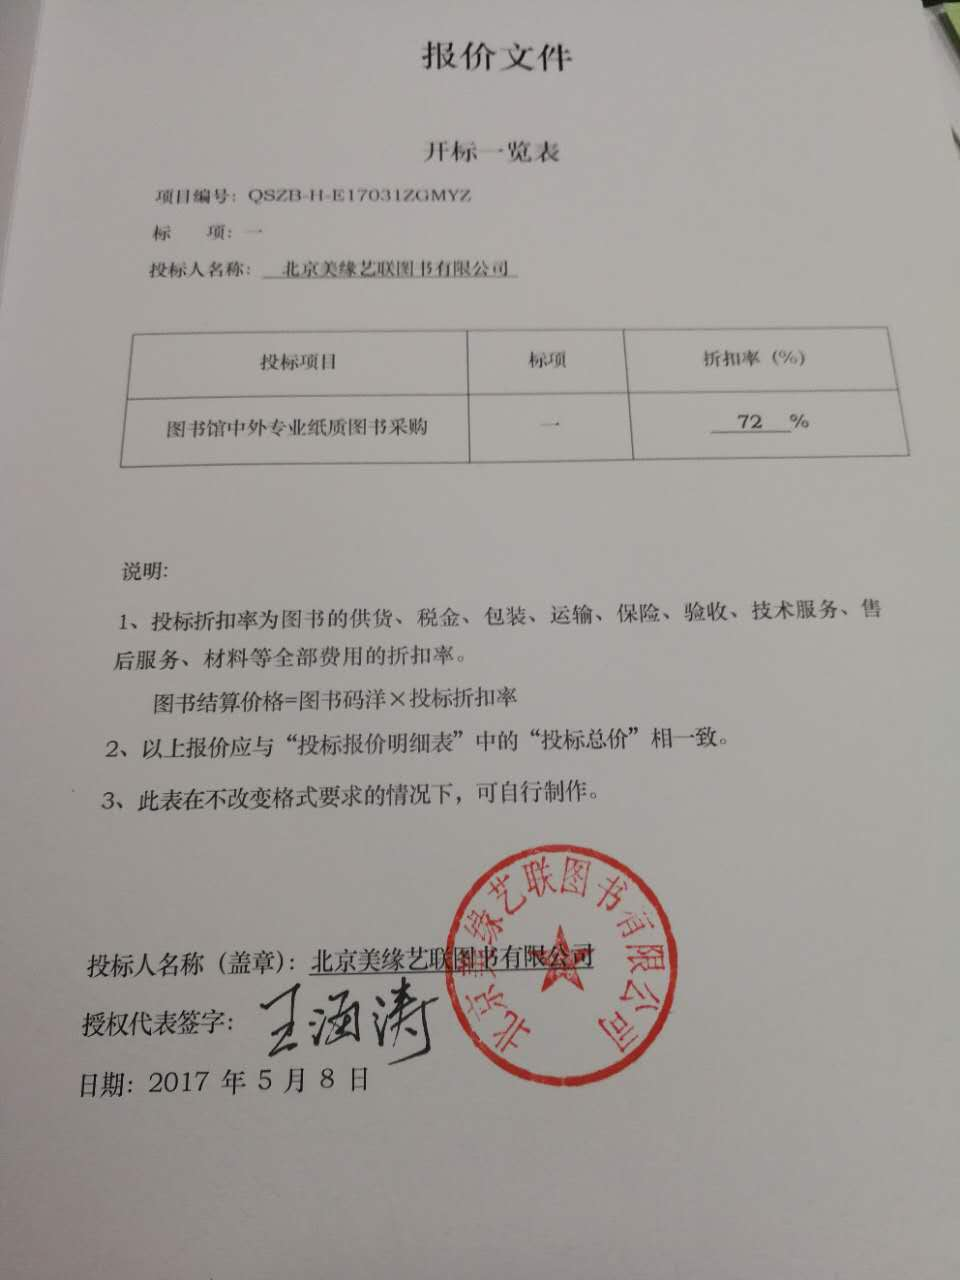 报价文件
开标一览表
项目编号：QSZB-H-E17031ZGMYZ
标　　项：一
投标人名称：北京美缘艺联图书有限公司
投标项目　标项　折扣率（%）
图书馆中外专业纸质图书采购　一　72%
说明:
1、投标折扣率为图书的供货、税金、包装、运输、保险、验收、技术服务、售
后服务、材料等全部费用的折扣率。
图书结算价格=图书码洋×投标折扣率
2、以上报价应与“投标报价明细表”中的“投标总价”相一致。
3、此表在不改变格式要求的情况下，可自行制作。
投标人名称（盖章）：北京美缘艺联图书有限公司
授权代表签字：王涵涛
日期：2017 年 5 月 8 日
北京美缘艺联图书有限公司